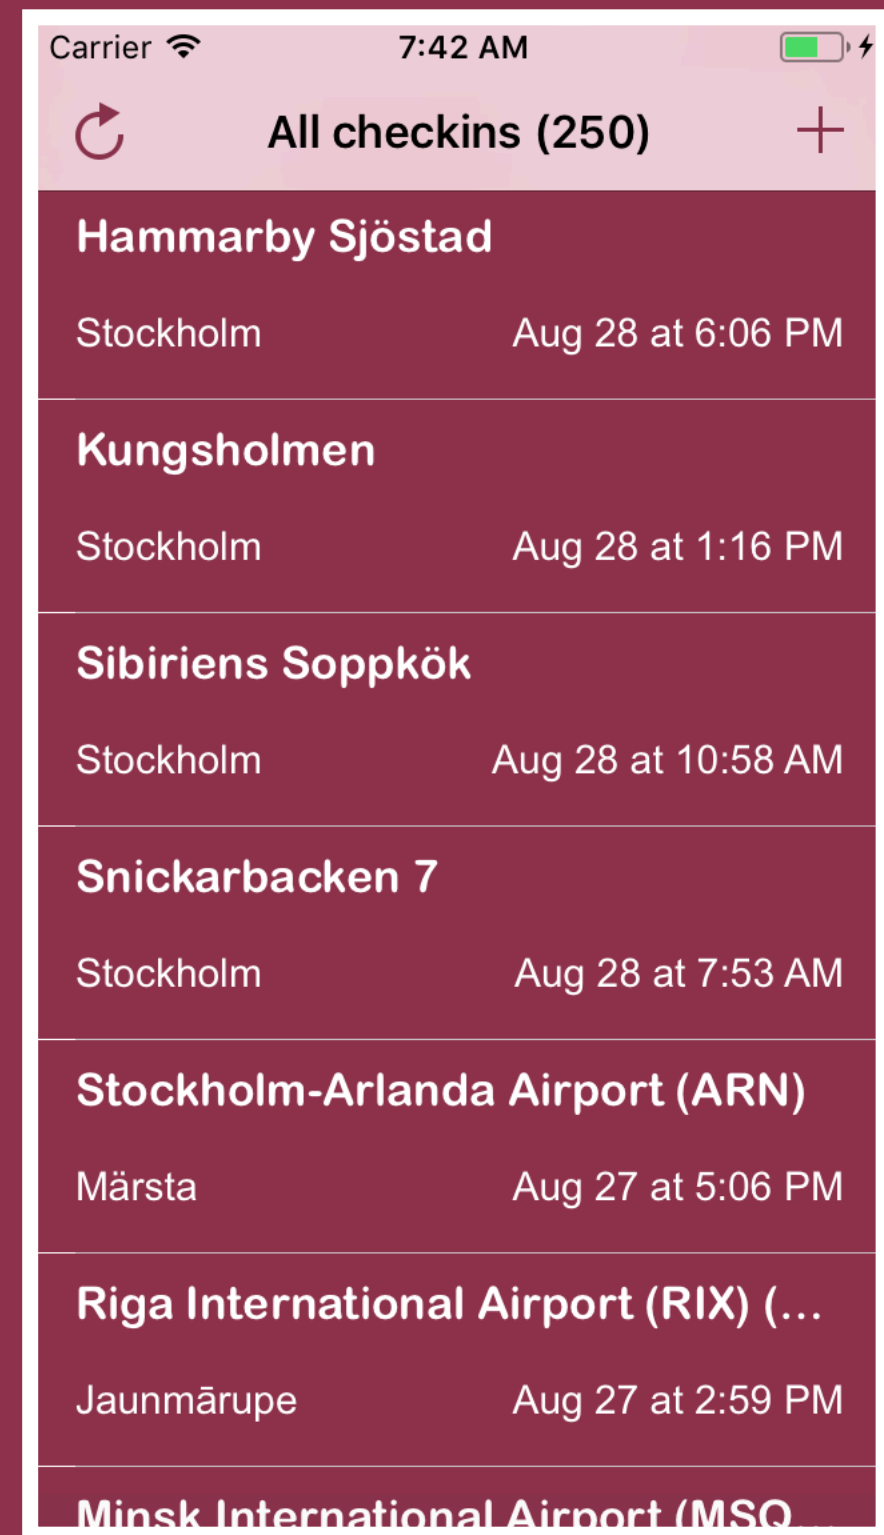 Carrier 7:42 AM
All checkins (250)
Hammarby Sjöstad
Stockholm Aug 28 at 6:06 PM
Kungsholmen
Stockholm Aug 28 at 1:16 PM
Sibiriens Soppkök
Stockholm Aug 28 at 10:58 AM
Snickarbacken 7
Stockholm Aug 28 at 7:53 AM
Stockholm-Arlanda Airport (ARN)
Märsta Aug 27 at 5:06 PM
Riga International Airport (RIX) (…
Jaunmārupe Aug 27 at 2:59 PM
Minsk International Airport (MSQ…